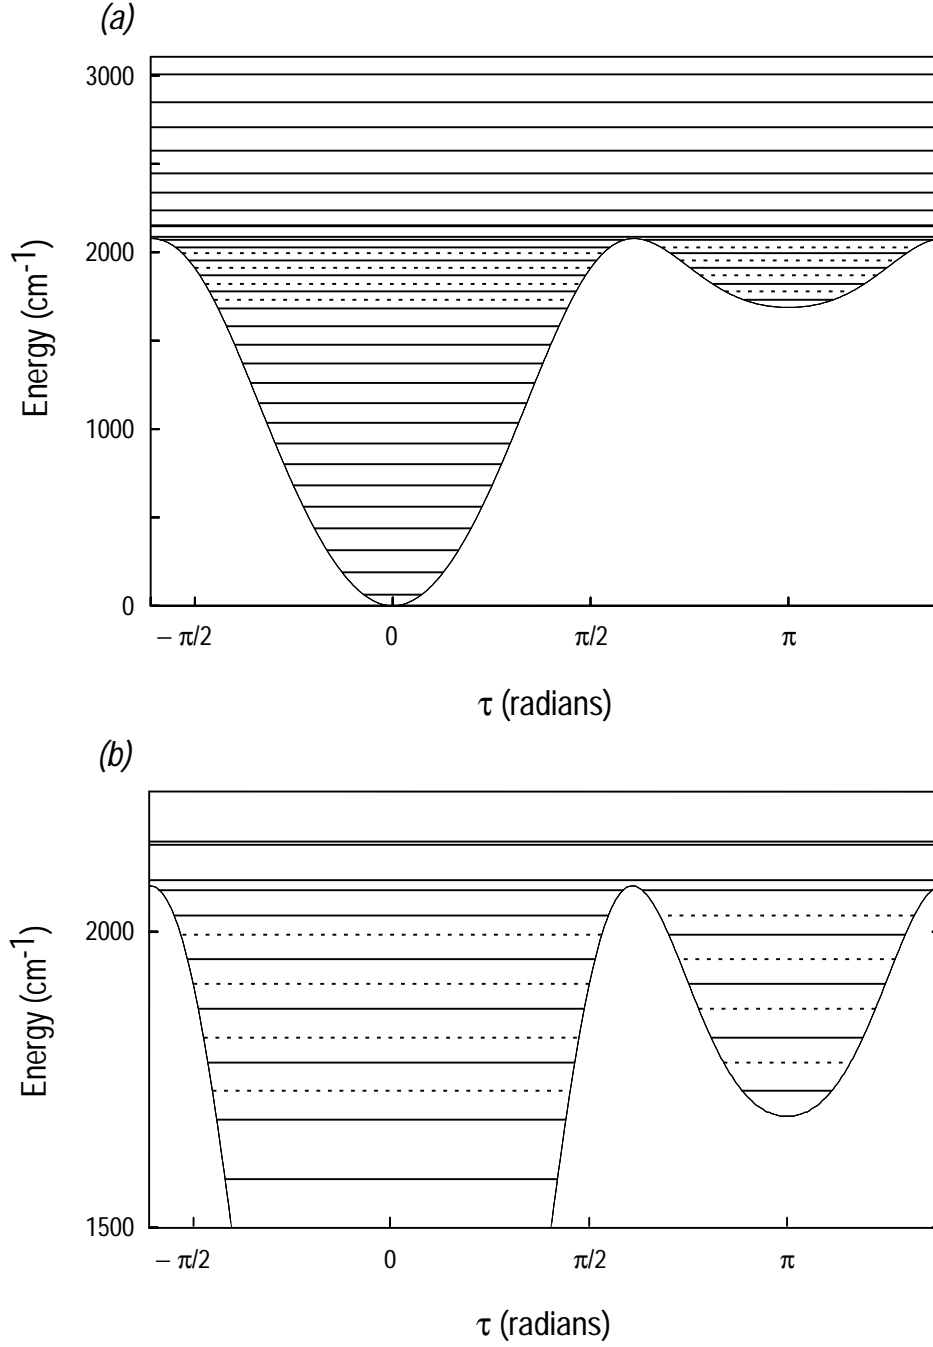 (a)
3000
2000
1000
0
Energy (cm-1)
− π/2
0
π/2
π
τ (radians)
(b)
2000
1500
Energy (cm-1)
− π/2
0
π/2
π
τ (radians)